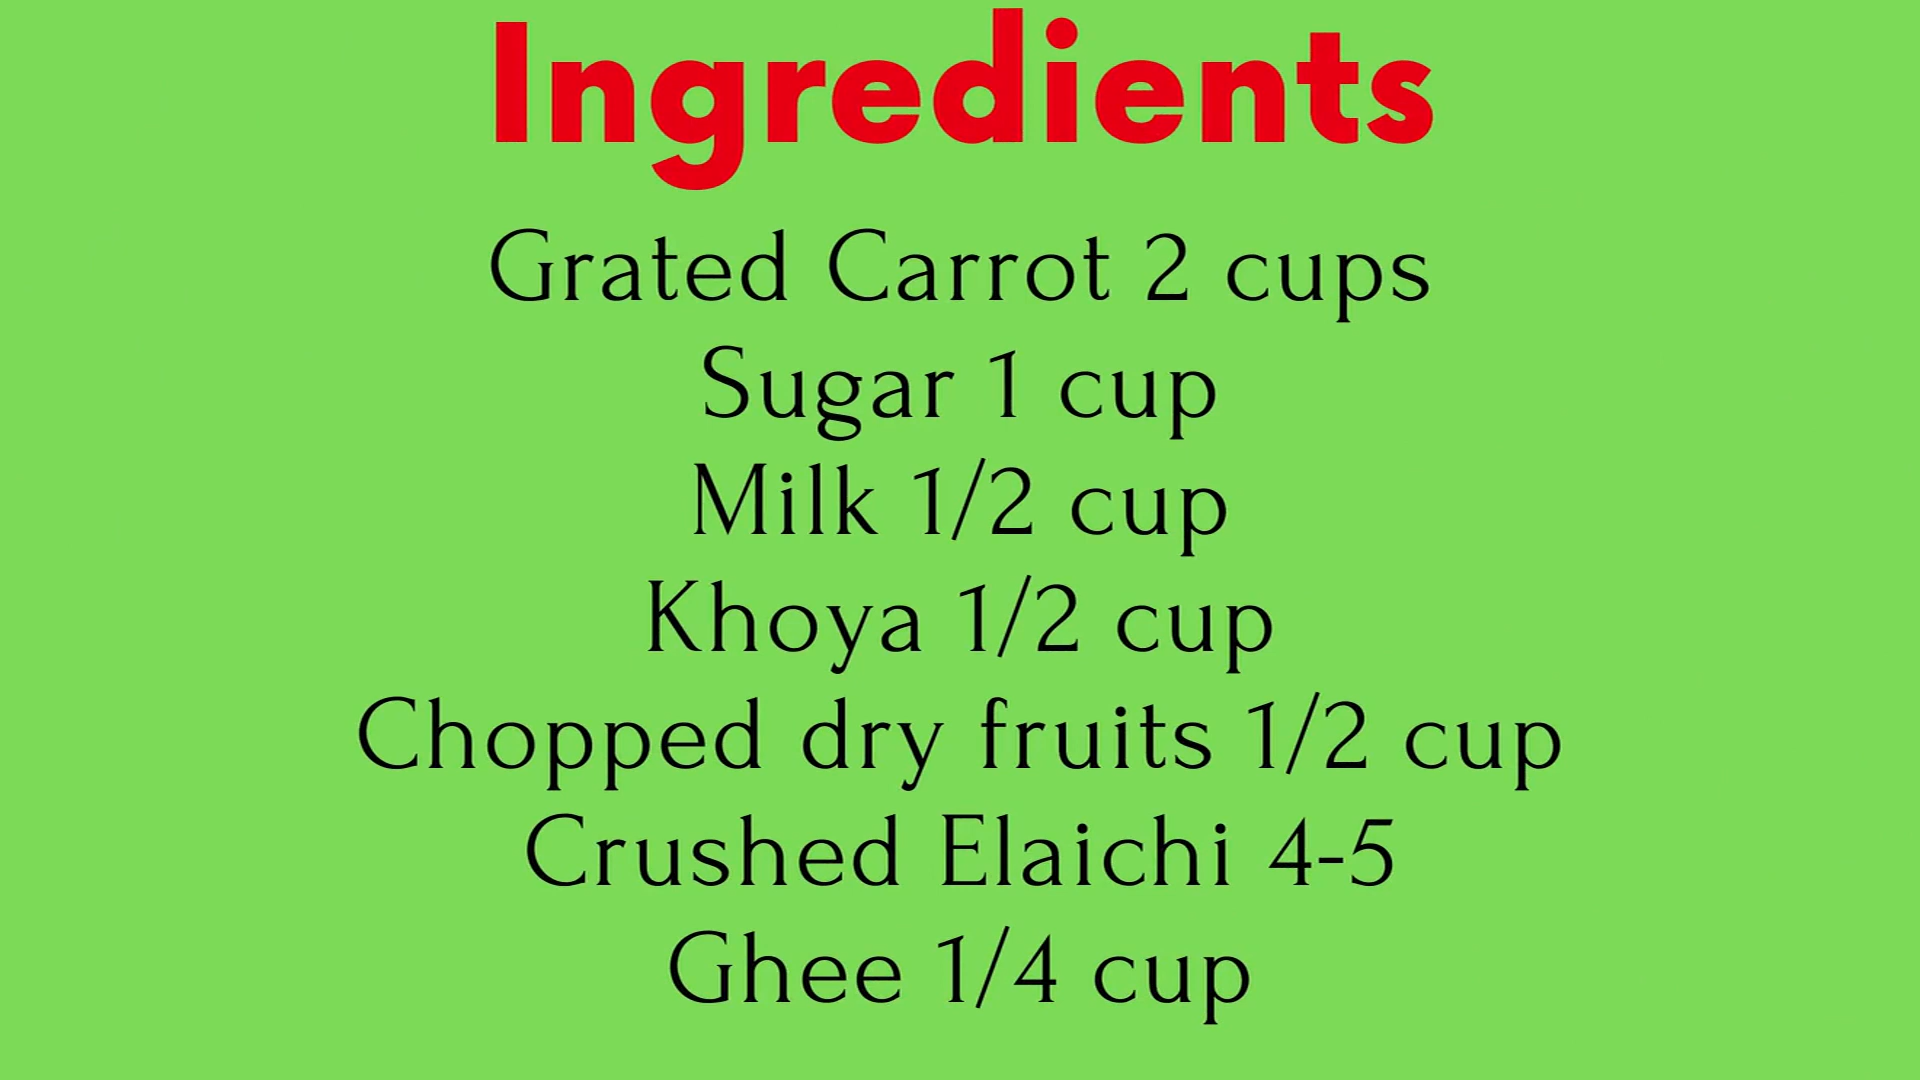 Ingredients
Grated Carrot 2 cups
Sugar 1 cup
Milk 1/2 cup
Khoya 1/2 cup
Chopped dry fruits 1/2 cup
Crushed Elaichi 4-5
Ghee 1/4 cup